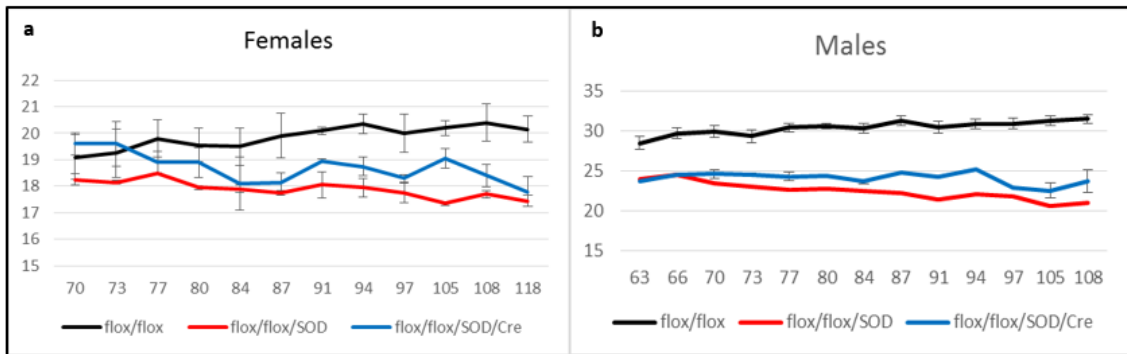 a
Females
22
21
20
19
18
17
16
15
70 73 77 80 84 87 91 94 97 105 108 118
flox/flox flox/flox/SOD flox/flox/SOD/Cre
b
Males
35
30
25
20
15
63 66 70 73 77 80 84 87 91 94 97 105 108
flox/flox flox/flox/SOD flox/flox/SOD/Cre